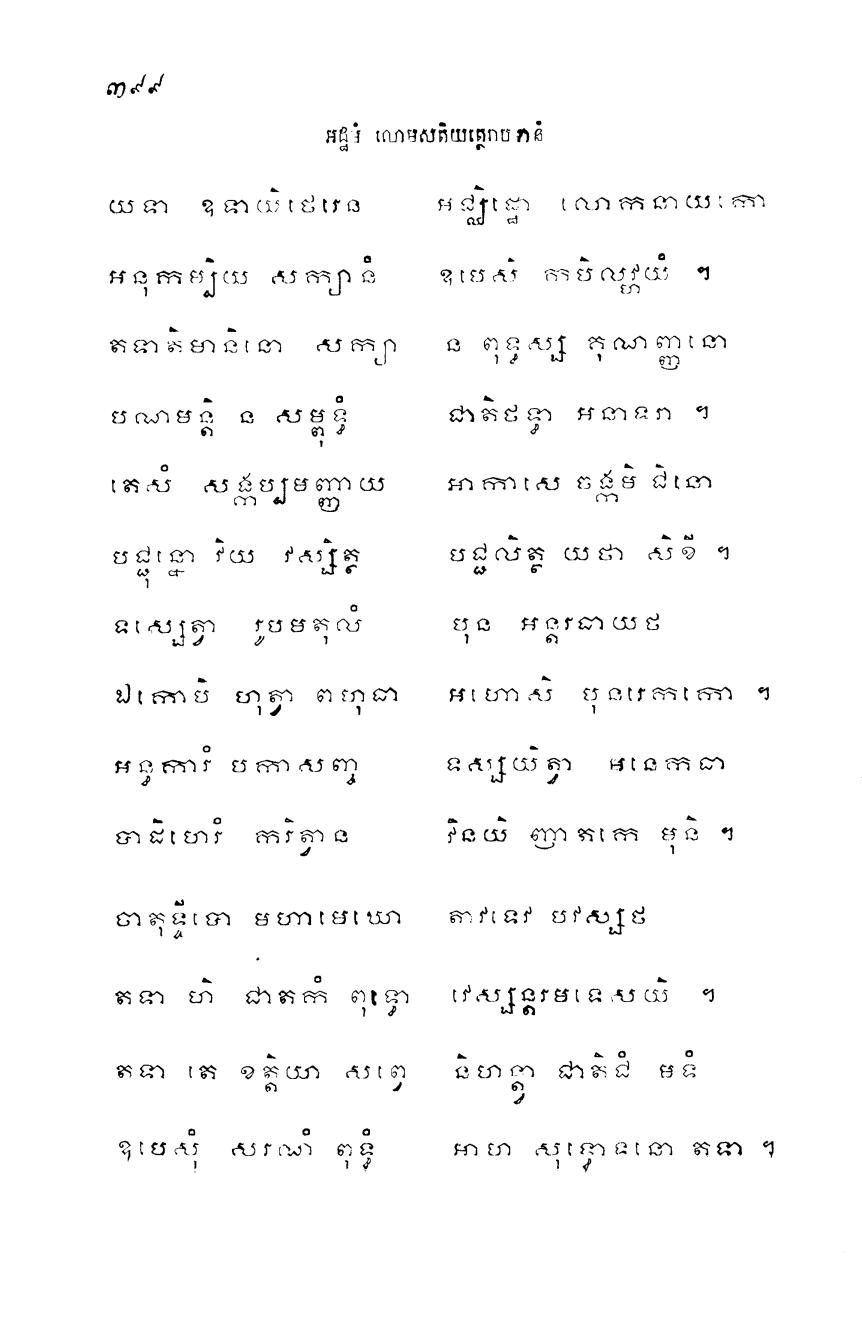 ៣៩៩
អដ្ឋមំ លោមសតិយត្ថេរាបទានំ
យទា ឧទាយិថេរេន អជ្ឈិដ្ឋោ លោកនាយកោ
អនុកម្បិយ សក្យានំ ឧបេសិ កបិលវ្ហយំ ។
តទាតិមានិនោ សក្យា ន ពុទ្ធស្ស គុណញ្ញុនោ
បណមន្តិ ន សម្ពុទ្ធំ ជាតិថទ្ធា អនាទរា ។
តេសំ សង្កប្បមញ្ញាយ អាកាសេ ចង្កមិ ជិនោ
បជ្ជុន្នោ វិយ វស្សិត្ថ បជ្ជលិត្ថ យថា សិខី ។
ទស្សេត្វា រូបមតុលំ បុន អន្តរធាយថ
ឯកោបិ ហុត្វា ពហុធា អហោសិ បុនរេកកោ ។
អន្ធការំ បកាសញ្ច ទស្សយិត្វា អនេកធា
បាដិហេរំ ករិត្វាន វិនយិ ញាតកេ មុនិ ។
ចាតុទ្ទីបោ មហាមេឃោ តាវទេវ បវស្សថ
តទា ហិ ជាតកំ ពុទ្ធោ វេស្សន្តរមទេសយិ ។
តទា តេ ខត្តិយា សព្វេ និហន្ត្វា ជាតិជំ មទំ
ឧបេសុំ សរណំ ពុទ្ធំ អាហ សុទ្ធោទនោ តទា ។